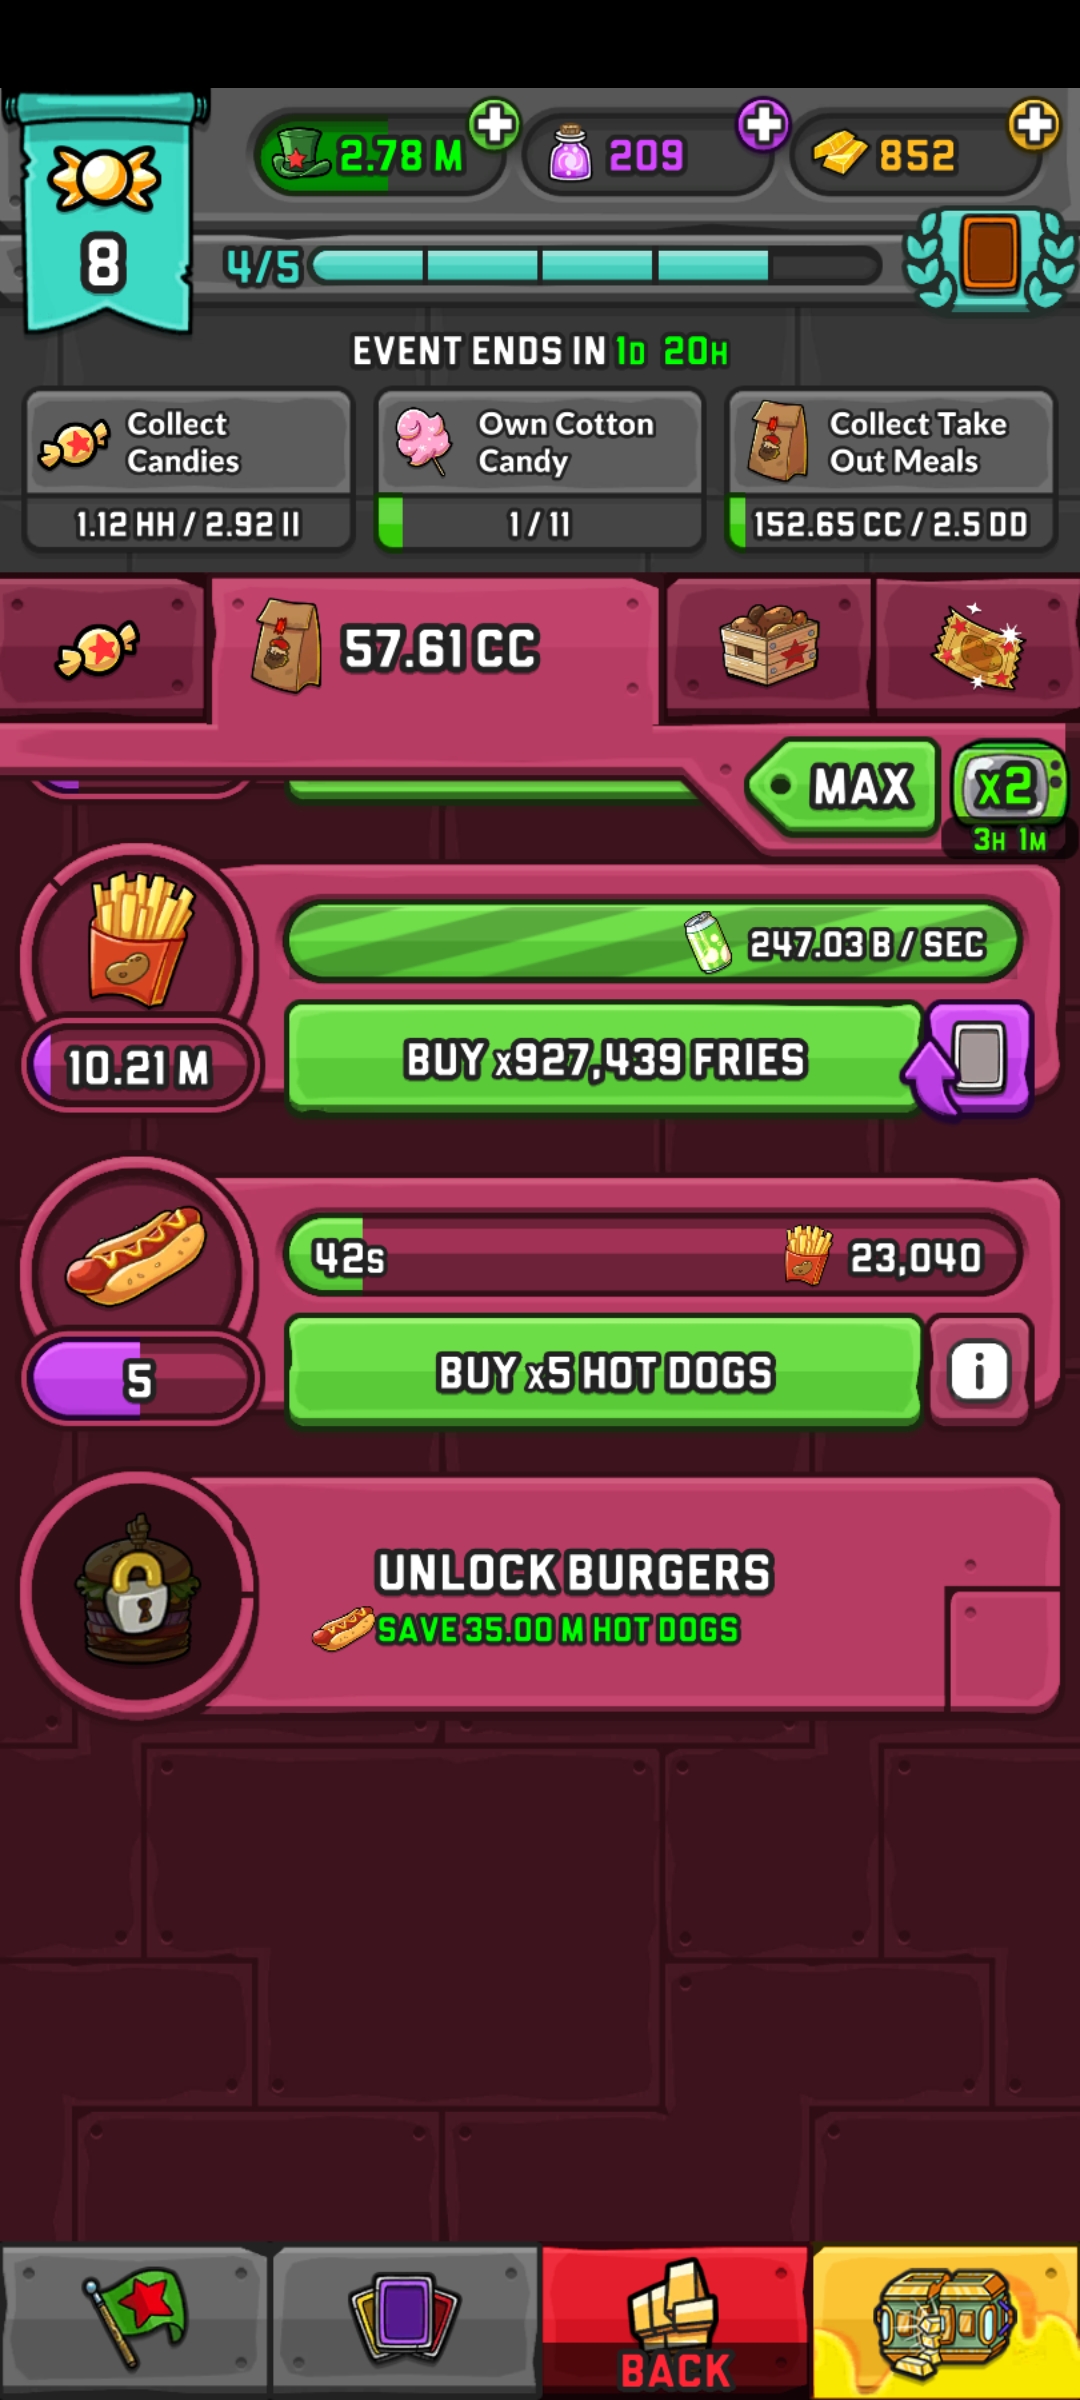 2.78 M
209
852
8
4/5
EVENT ENDS IN 1D 20H
Collect
Candies
1.12 HH / 2.92 II
Own Cotton
Candy
1 / 11
Collect Take
Out Meals
152.65 CC / 2.5 DD
57.61 CC
MAX
x2
3H 1M
247.03 B / SEC
10.21 M
BUY x927,439 FRIES
42s
23,040
5
BUY x5 HOT DOGS
i
UNLOCK BURGERS
SAVE 35.00 M HOT DOGS
BACK